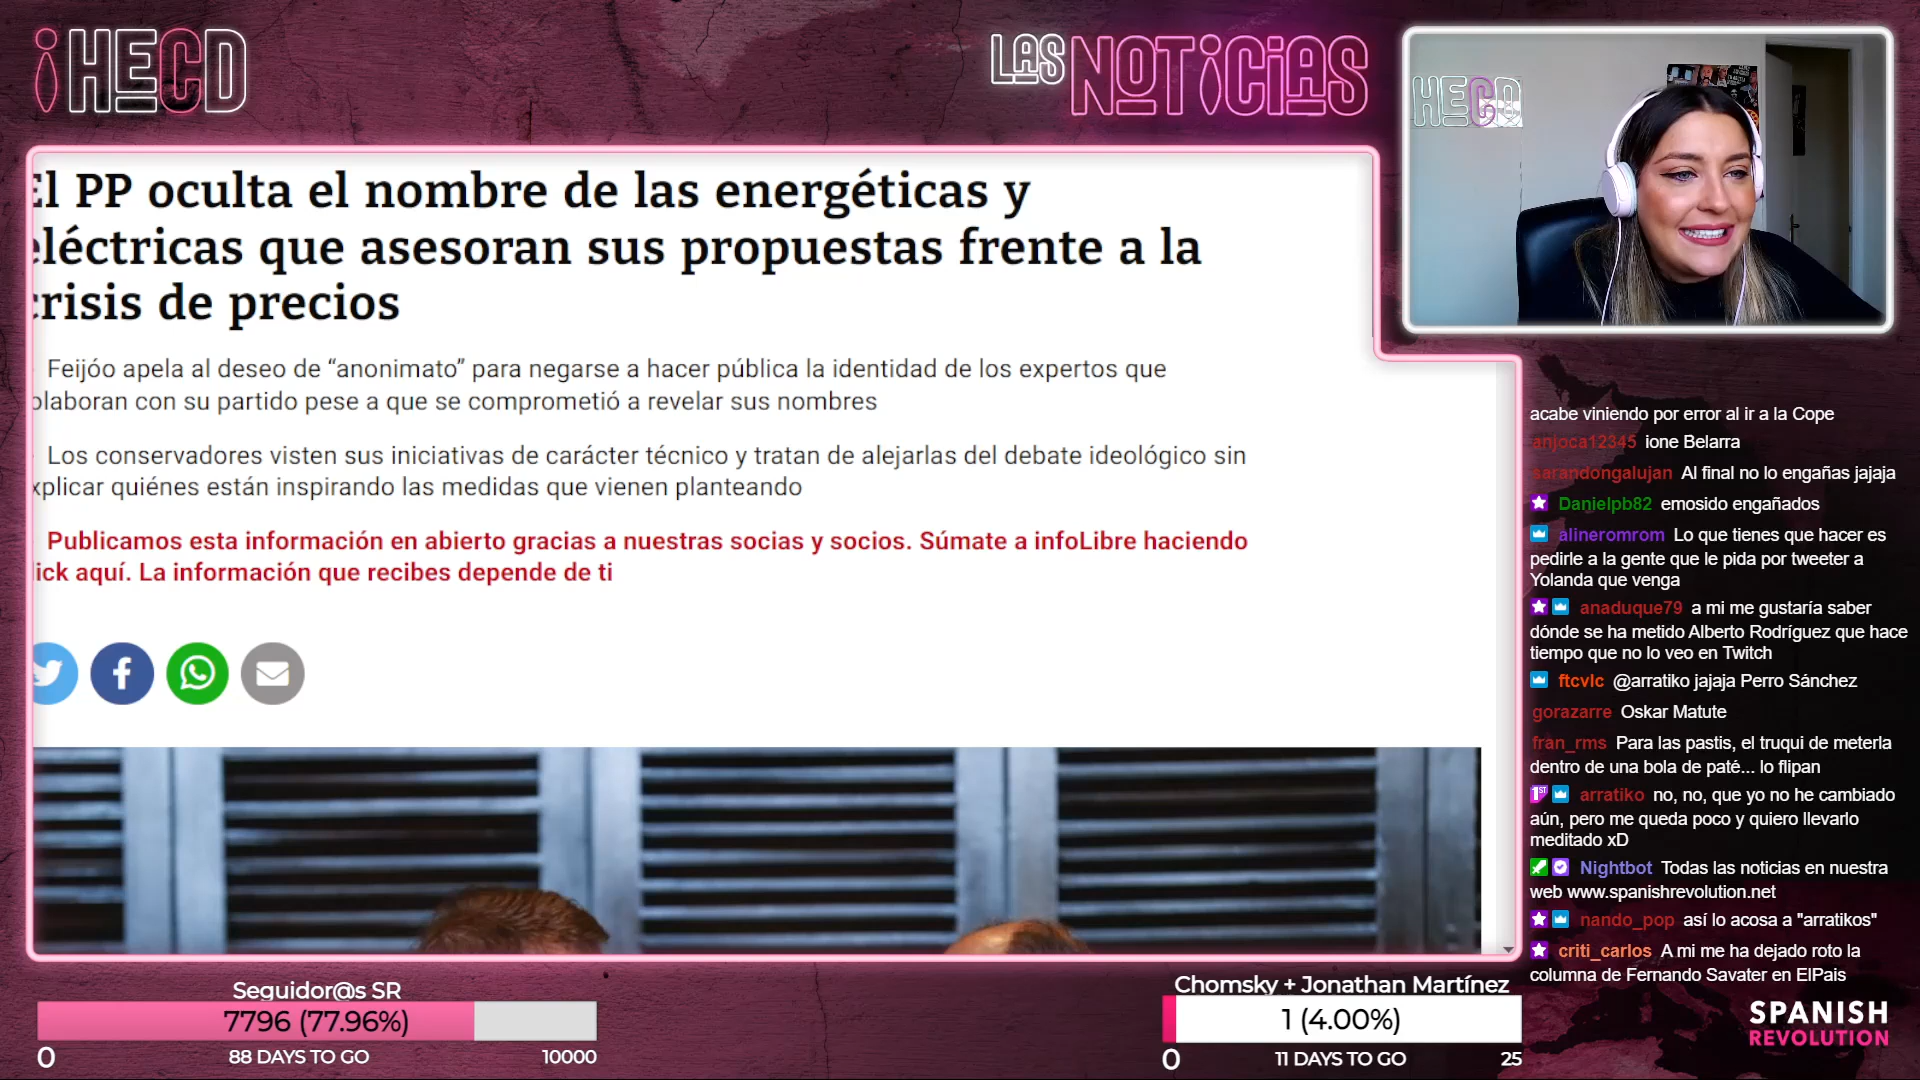 ¡HECD
LAS NOTICIAS
HECD
El PP oculta el nombre de las energéticas y
eléctricas que asesoran sus propuestas frente a la
crisis de precios
Feijóo apela al deseo de “anonimato” para negarse a hacer pública la identidad de los expertos que
olaboran con su partido pese a que se comprometió a revelar sus nombres
Los conservadores visten sus iniciativas de carácter técnico y tratan de alejarlas del debate ideológico sin
xplicar quiénes están inspirando las medidas que vienen planteando
Publicamos esta información en abierto gracias a nuestras socias y socios. Súmate a infoLibre haciendo
ick aquí. La información que recibes depende de ti
acabe viniendo por error al ir a la Cope
anjoca12345 ione Belarra
sarandongalujan Al final no lo engañas jajaja
Danielpb82 emosido engañados
alineromrom Lo que tienes que hacer es
pedirle a la gente que le pida por tweeter a
Yolanda que venga
anaduque79 a mi me gustaría saber
dónde se ha metido Alberto Rodríguez que hace
tiempo que no lo veo en Twitch
ftcvlc @arratiko jajaja Perro Sánchez
gorazarre Oskar Matute
fran_rms Para las pastis, el truqui de meterla
dentro de una bola de paté... lo flipan
1ST arratiko no, no, que yo no he cambiado
aún, pero me queda poco y quiero llevarlo
meditado xD
Nightbot Todas las noticias en nuestra
web www.spanishrevolution.net
nando_pop así lo acosa a "arratikos"
criti_carlos A mi me ha dejado roto la
columna de Fernando Savater en ElPais
Seguidor@s SR
7796 (77.96%)
0 88 DAYS TO GO 10000
Chomsky + Jonathan Martínez
1 (4.00%)
0 11 DAYS TO GO 25
SPANISH
REVOLUTION